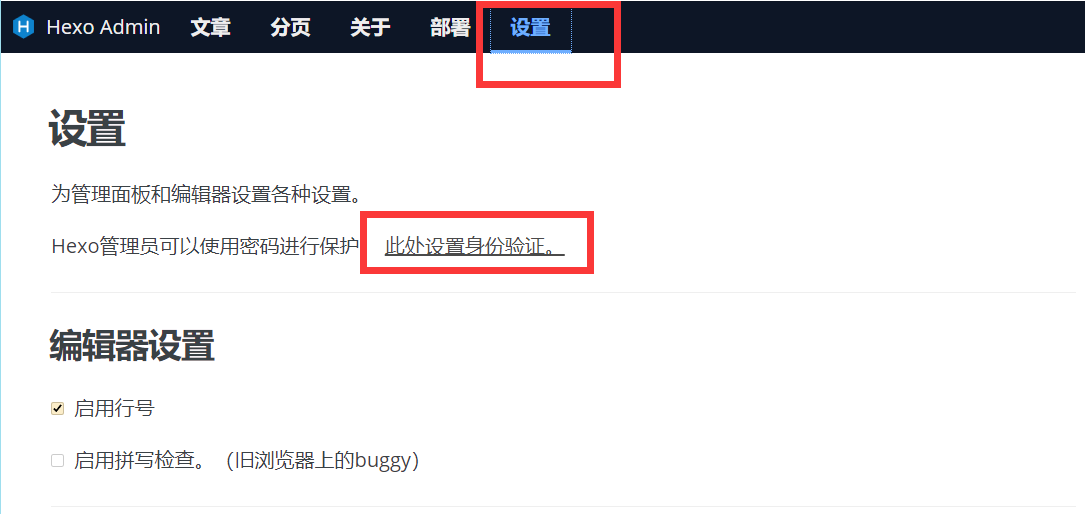 Hexo Admin 文章 分页 关于 部署 设置
设置
为管理面板和编辑器设置各种设置。
Hexo管理员可以使用密码进行保护 此处设置身份验证。
编辑器设置
启用行号
启用拼写检查。（旧浏览器上的buggy）